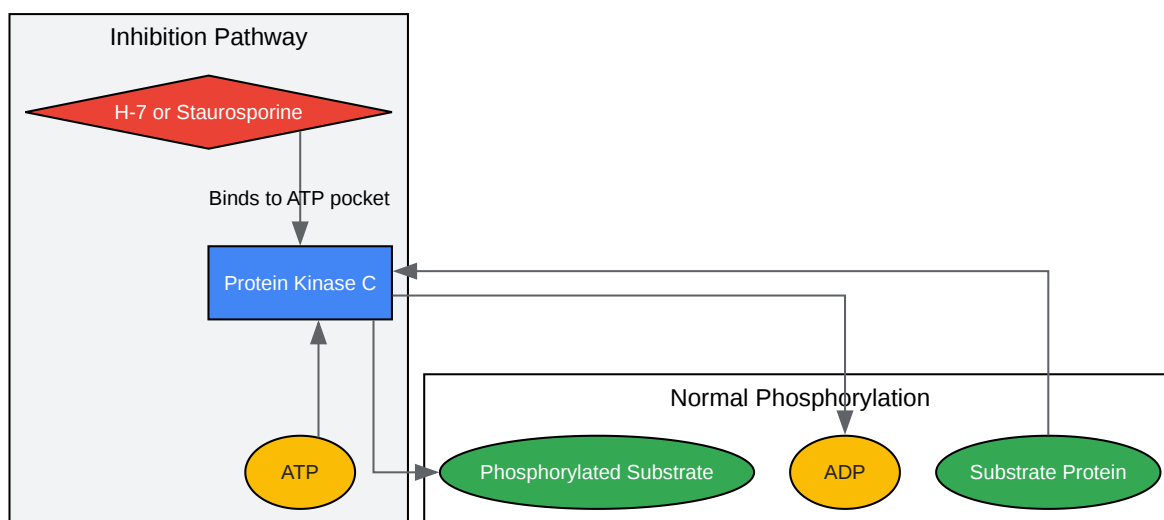 Inhibition Pathway
H-7 or Staurosporine
Binds to ATP pocket
Protein Kinase C
Normal Phosphorylation
ATP
Phosphorylated Substrate
ADP
Substrate Protein